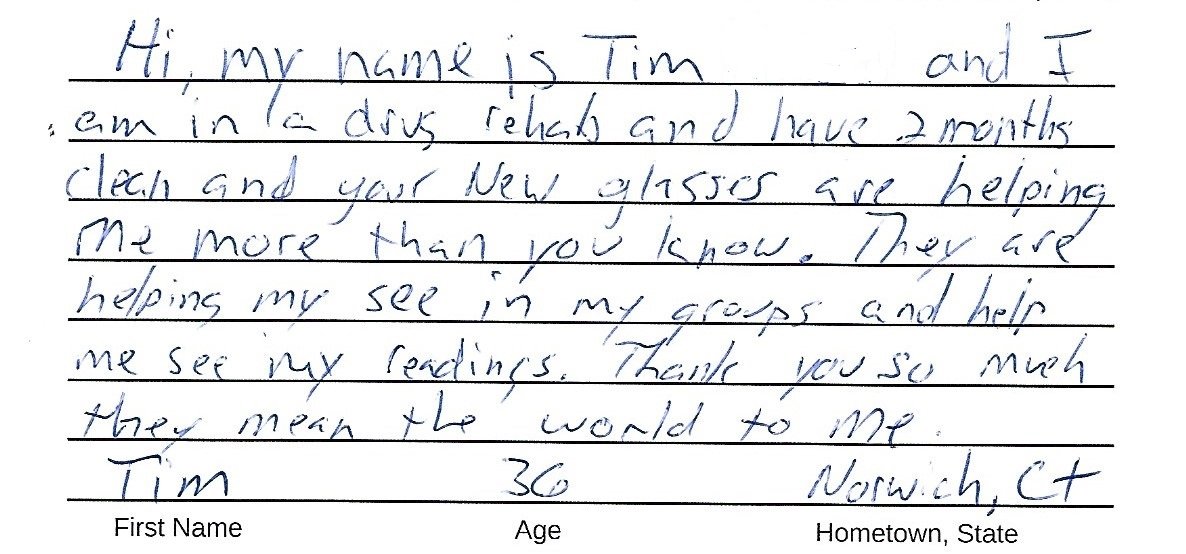 Hi, my name is Tim and I
am in a drug rehab and have 2 months
clean and your New glasses are helping
me more than you know. They are
helping my see in my groups and help
me see my readings. Thank you so much
they mean the world to me.
Tim 36 Norwich, Ct
First Name Age Hometown, State